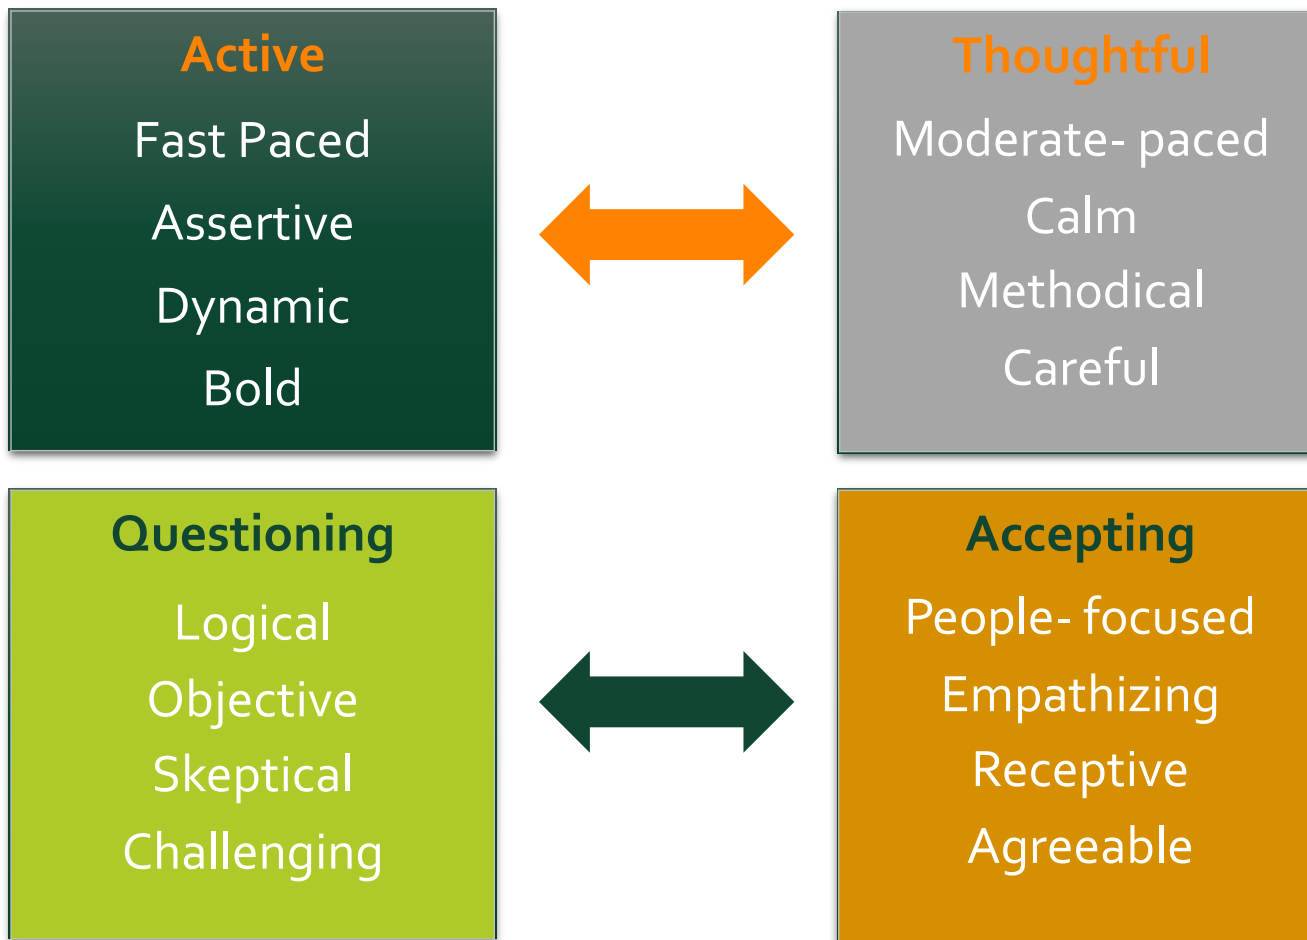 Active
Fast Paced
Assertive
Dynamic
Bold
Thoughtful
Moderate- paced
Calm
Methodical
Careful
Questioning
Logical
Objective
Skeptical
Challenging
Accepting
People- focused
Empathizing
Receptive
Agreeable